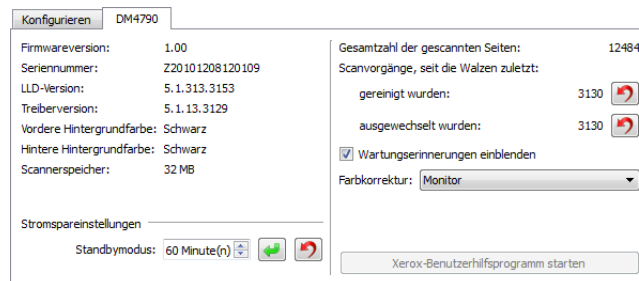 Konfigurieren
DM4790
Firmwareversion: 1.00
Seriennummer: Z20101208120109
LLD-Version: 5.1.313.3153
Treiberversion: 5.1.13.3129
Vordere Hintergrundfarbe: Schwarz
Hintere Hintergrundfarbe: Schwarz
Scannerspeicher: 32 MB
Stromspareinstellungen
Standbymodus: 60 Minute(n)
Gesamtzahl der gescannten Seiten: 12484
Scanvorgänge, seit die Walzen zuletzt:
gereinigt wurden: 3130
ausgewechselt wurden: 3130
Wartungserinnerungen einblenden
Farbkorrektur: Monitor
Xerox-Benutzerhilfsprogramm starten